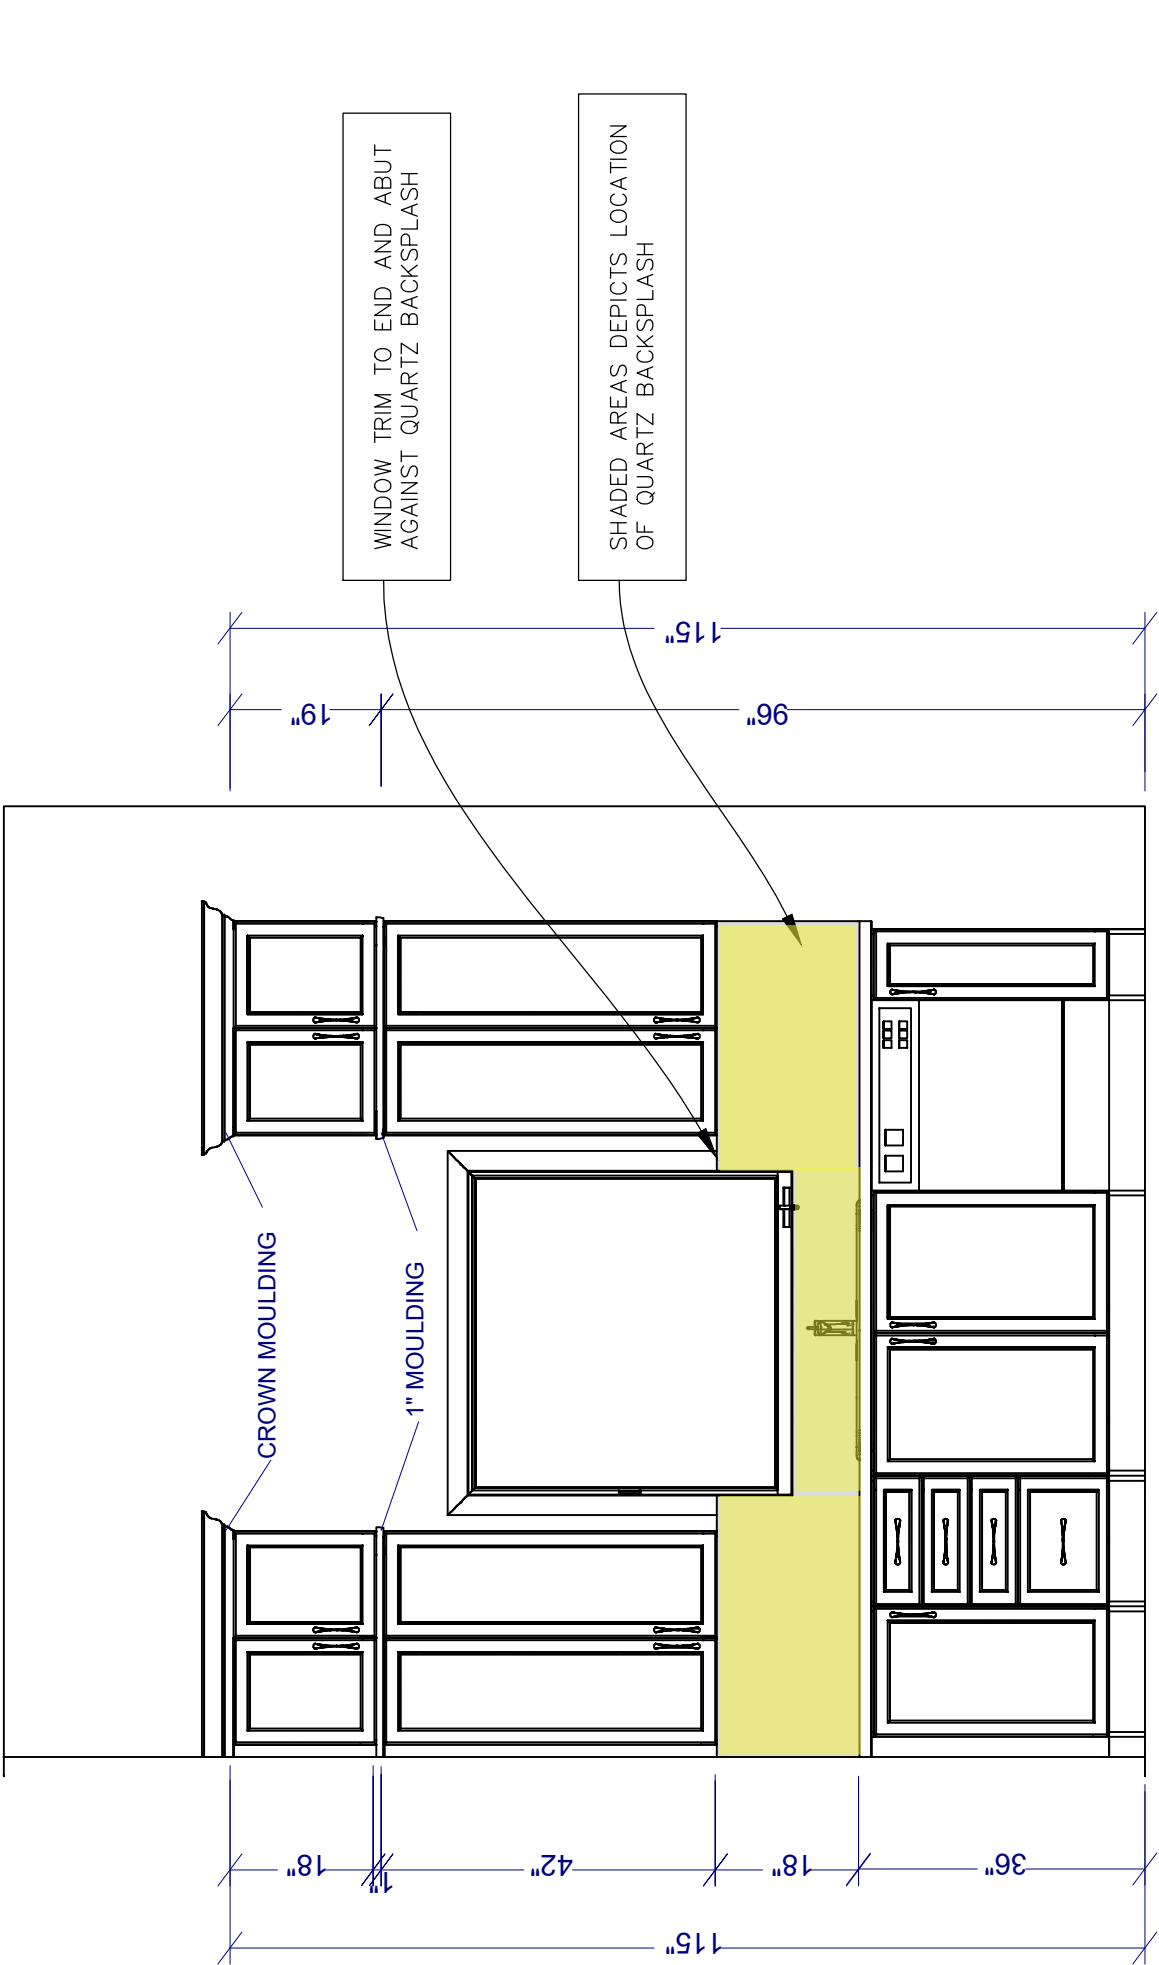 WINDOW TRIM TO END AND ABUT
AGAINST QUARTZ BACKSPLASH
SHADED AREAS DEPICTS LOCATION
OF QUARTZ BACKSPLASH
115"
19"
96"
CROWN MOULDING
1" MOULDING
18"
1"
42"
18"
36"
115"